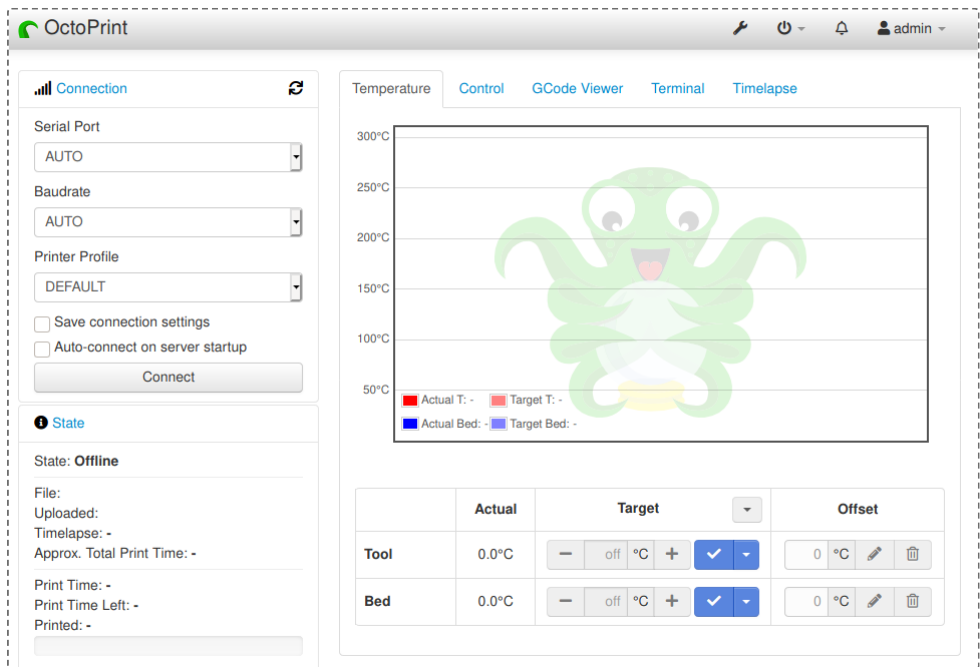 OctoPrint
admin
Connection
Serial Port
AUTO
Baudrate
AUTO
Printer Profile
DEFAULT
Save connection settings
Auto-connect on server startup
Connect
State
State: Offline
File:
Uploaded:
Timelapse: -
Approx. Total Print Time: -
Print Time: -
Print Time Left: -
Printed: -
Temperature Control GCode Viewer Terminal Timelapse
300°C
250°C
200°C
150°C
100°C
50°C
Actual T: - Target T: -
Actual Bed: - Target Bed: -
Actual Target Offset
Tool 0.0°C off °C 0 °C
Bed 0.0°C off °C 0 °C